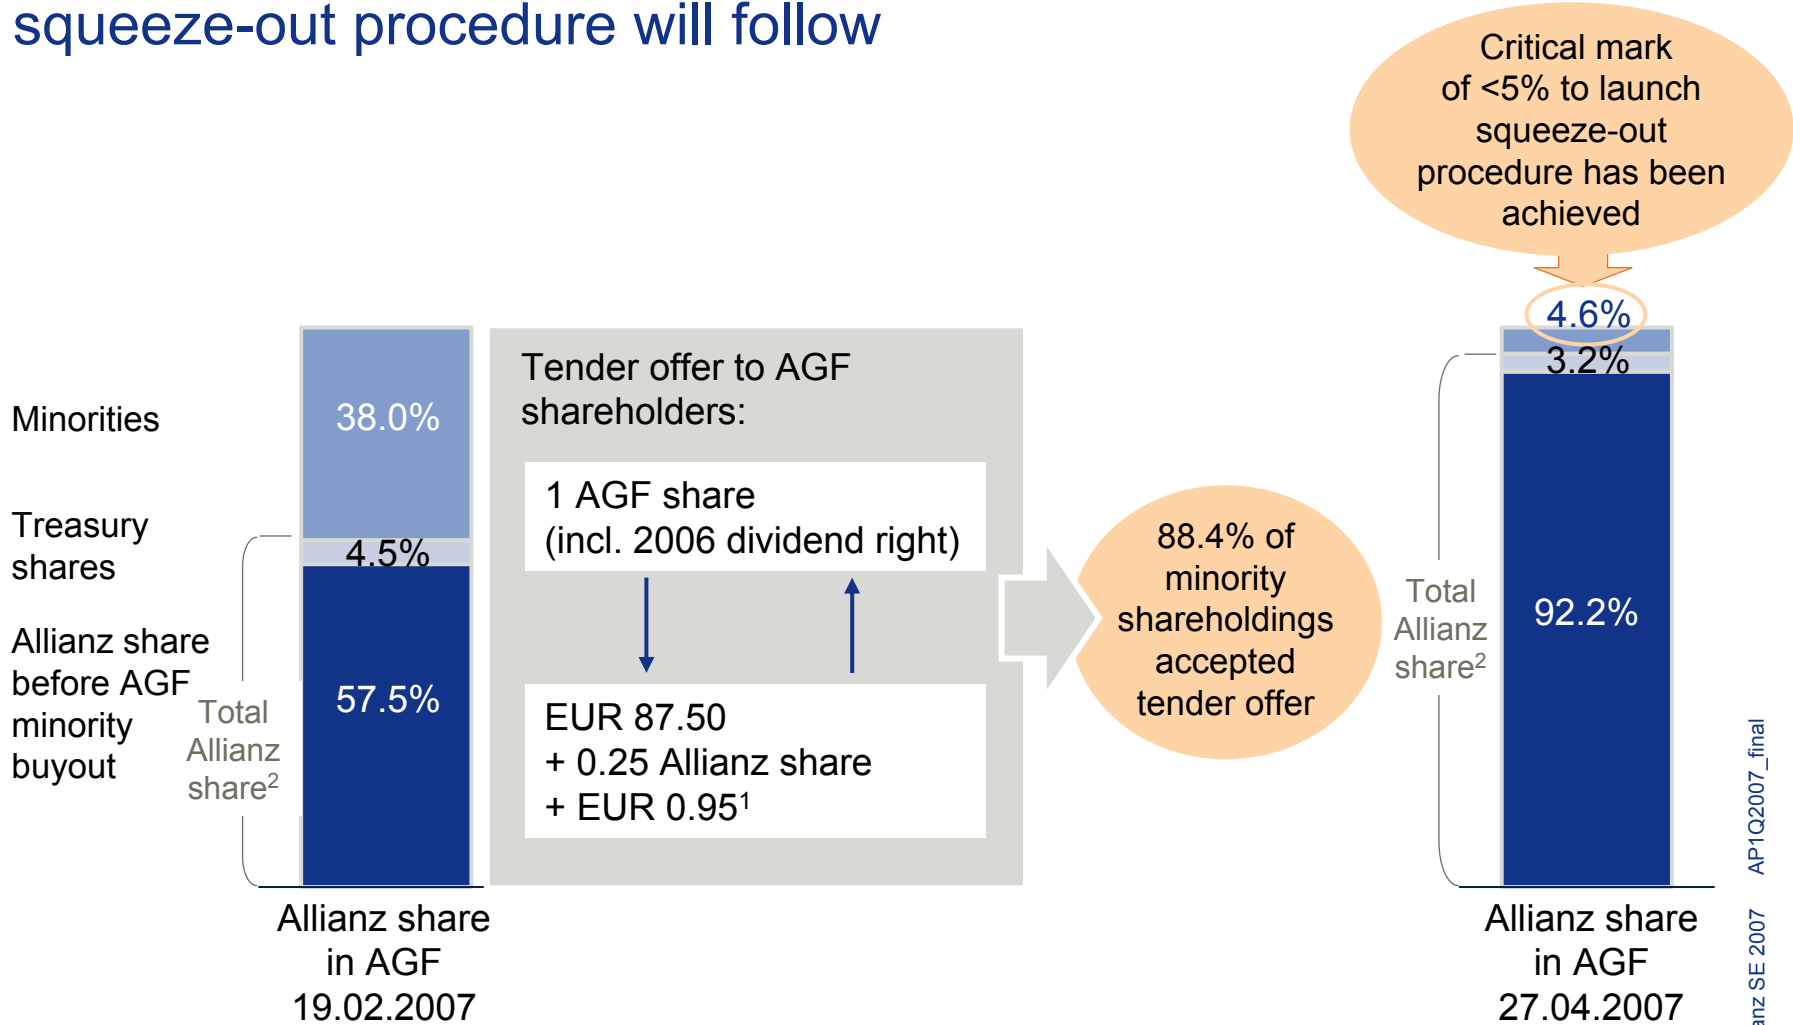 squeeze-out procedure will follow
Critical mark
of <5% to launch
squeeze-out
procedure has been
achieved
Minorities
Treasury
shares
Allianz share
before AGF
minority
buyout
Total
Allianz
share²
38.0%
4.5%
57.5%
Allianz share
in AGF
19.02.2007
Tender offer to AGF
shareholders:
1 AGF share
(incl. 2006 dividend right)
EUR 87.50
+ 0.25 Allianz share
+ EUR 0.95¹
88.4% of
minority
shareholdings
accepted
tender offer
Total
Allianz
share²
4.6%
3.2%
92.2%
Allianz share
in AGF
27.04.2007
anz SE 2007 AP1Q2007_final